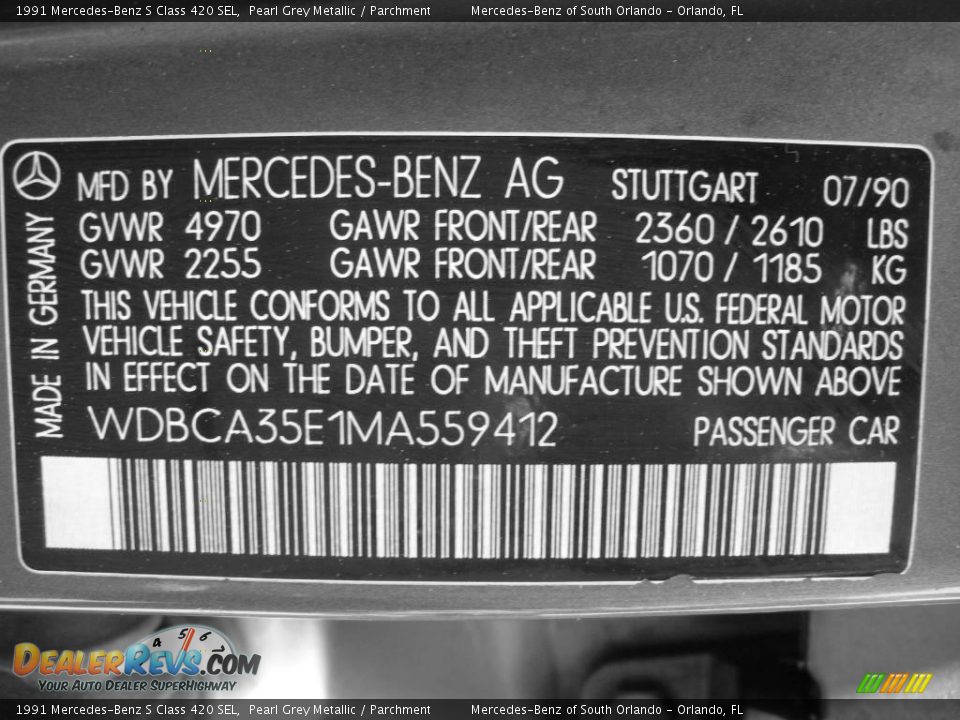 1991 Mercedes-Benz S Class 420 SEL, Pearl Grey Metallic / Parchment Mercedes-Benz of South Orlando - Orlando, FL
MFD BY MERCEDES-BENZ AG STUTTGART 07/90
GVWR 4970 GAWR FRONT/REAR 2360 / 2610 LBS
GVWR 2255 GAWR FRONT/REAR 1070 / 1185 KG
THIS VEHICLE CONFORMS TO ALL APPLICABLE U.S. FEDERAL MOTOR
VEHICLE SAFETY, BUMPER, AND THEFT PREVENTION STANDARDS
IN EFFECT ON THE DATE OF MANUFACTURE SHOWN ABOVE
WDBCA35E1MA559412 PASSENGER CAR
MADE IN GERMANY
4 5 6 7
DEALERREVS.COM
YOUR AUTO DEALER SUPERHIGHWAY
1991 Mercedes-Benz S Class 420 SEL, Pearl Grey Metallic / Parchment Mercedes-Benz of South Orlando - Orlando, FL